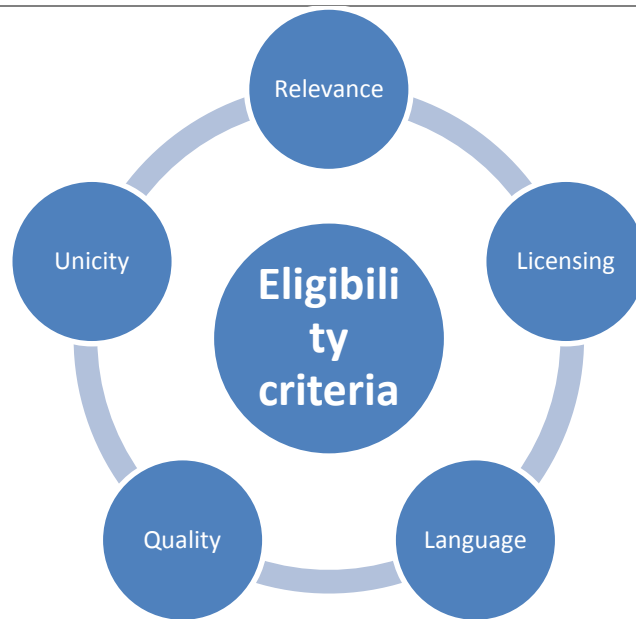 Relevance
Unicity
Licensing
Eligibili
ty
criteria
Quality
Language